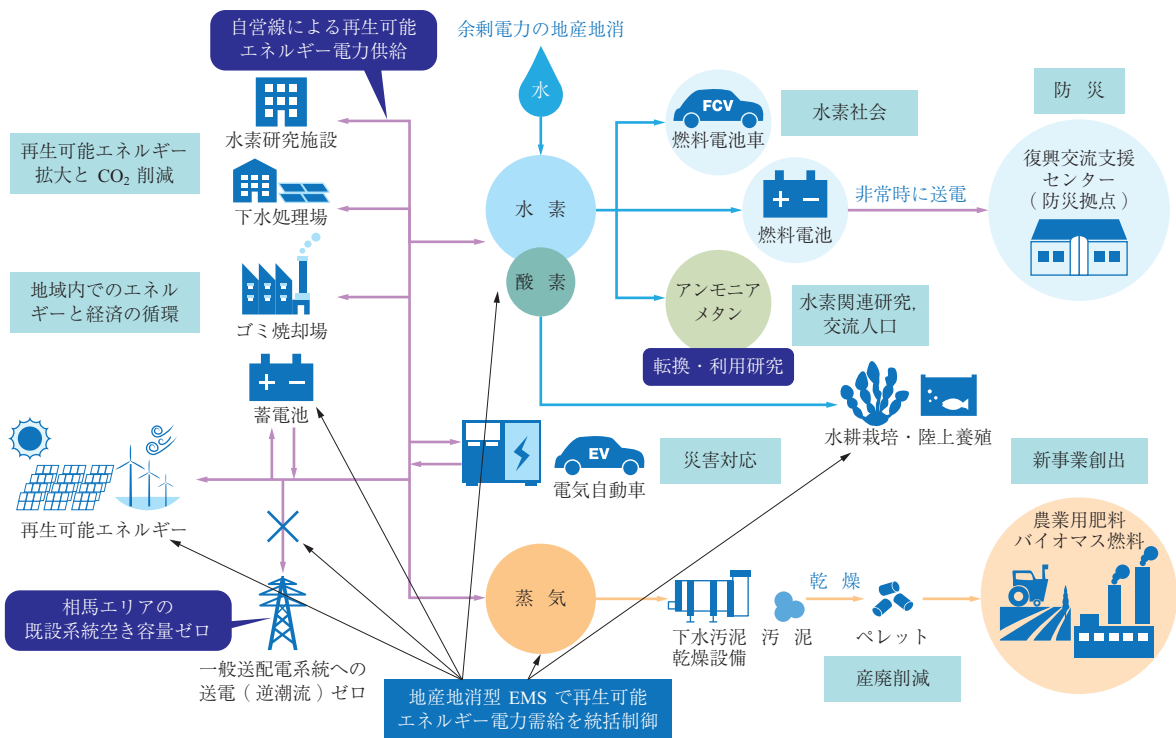 自営線による再生可能
エネルギー電力供給
余剰電力の地産地消
水
水素研究施設
再生可能エネルギー
拡大と CO₂ 削減
下水処理場
地域内でのエネル
ギーと経済の循環
ゴミ焼却場
蓄電池
再生可能エネルギー
相馬エリアの
既設系統空き容量ゼロ
一般送配電系統への
送電（逆潮流）ゼロ
水 素
酸 素
FCV
燃料電池車
水素社会
燃料電池
非常時に送電
防 災
復興交流支援
センター
（防災拠点）
アンモニア
メタン
水素関連研究,
交流人口
転換・利用研究
水耕栽培・陸上養殖
EV
電気自動車
災害対応
新事業創出
農業用肥料
バイオマス燃料
蒸 気
下水汚泥
乾燥設備
汚 泥
乾 燥
ペレット
産廃削減
地産地消型 EMS で再生可能
エネルギー電力需給を統括制御